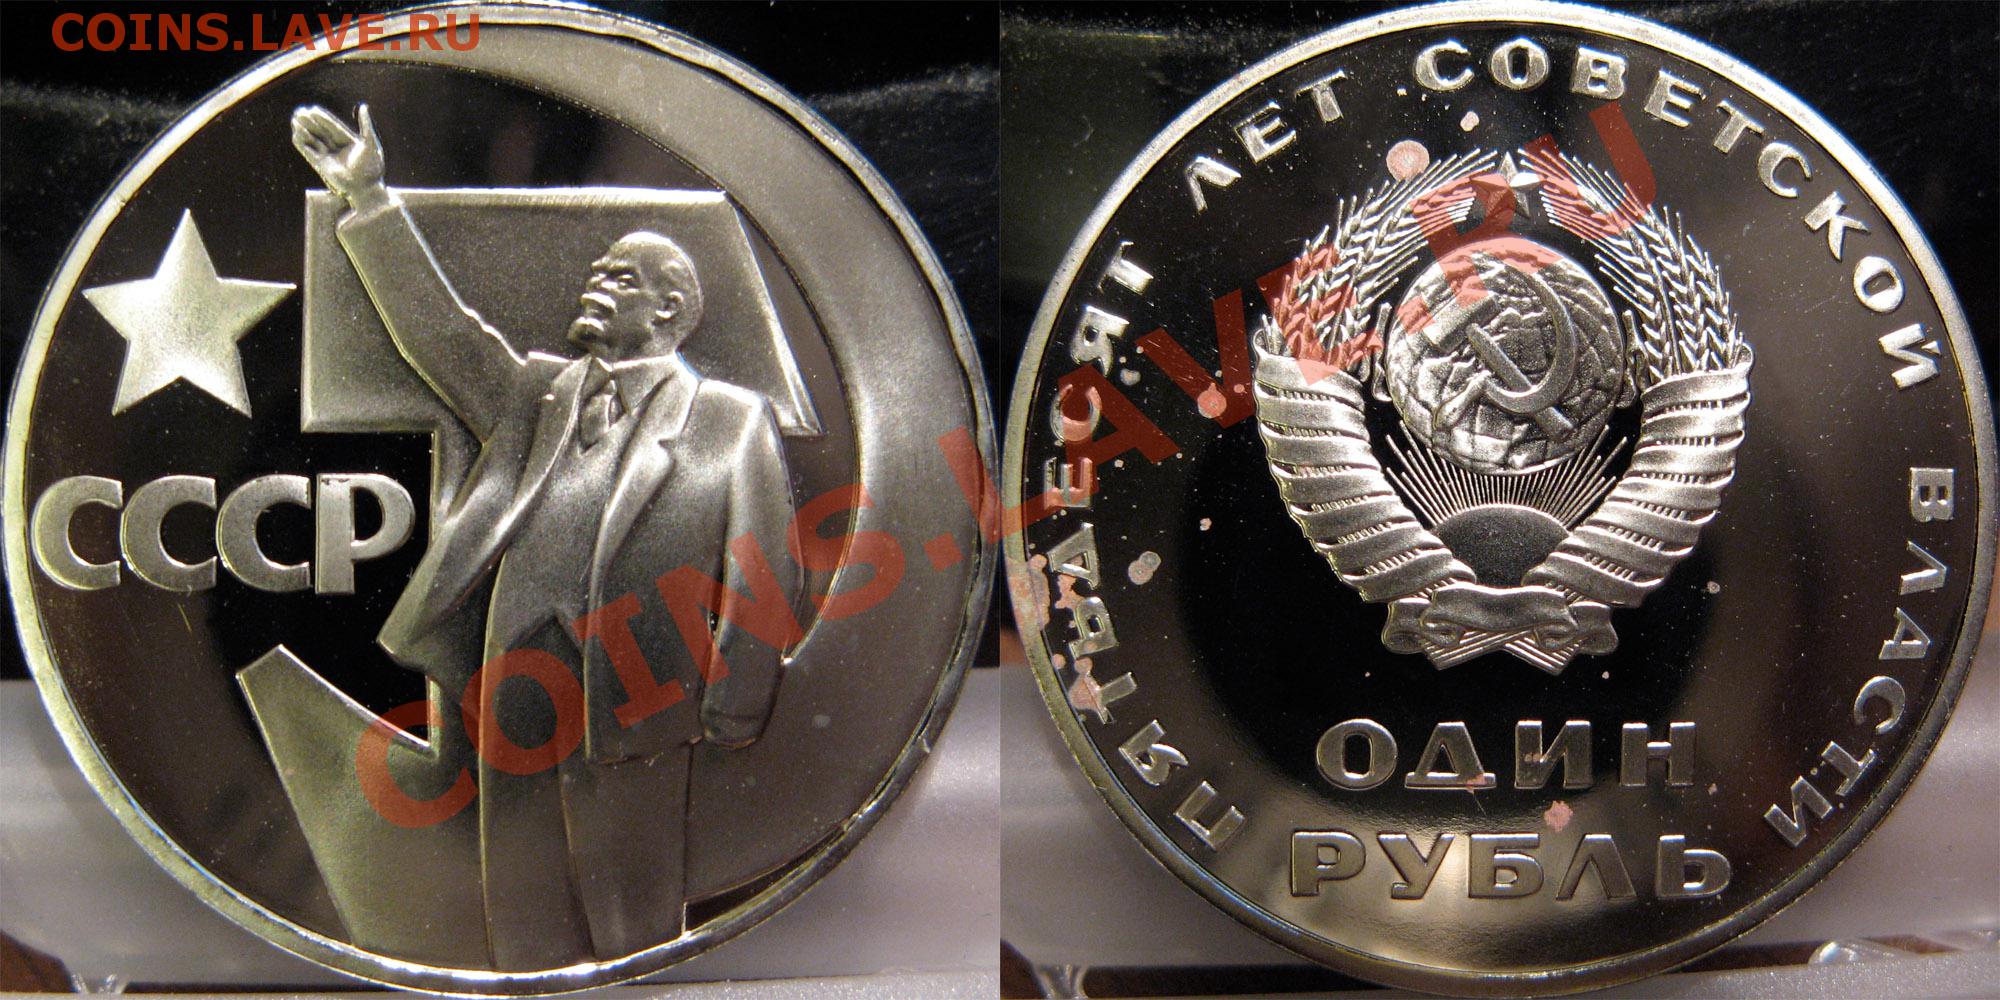 COINS.LAVE.RU
СССР
COINS.LAVE.RU
ПЯТЬДЕСЯТ ЛЕТ СОВЕТСКОЙ ВЛАСТИ
ОДИН
РУБЛЬ